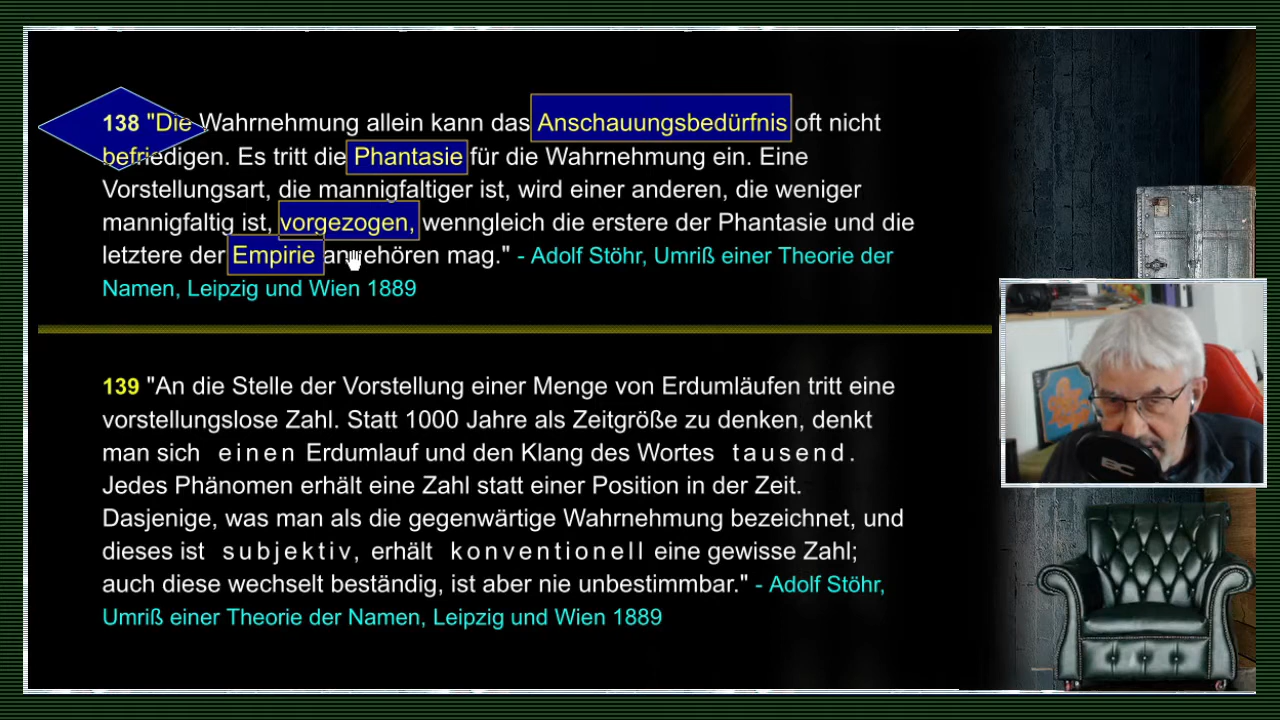 138 "Die Wahrnehmung allein kann das Anschauungsbedürfnis oft nicht
befriedigen. Es tritt die Phantasie für die Wahrnehmung ein. Eine
Vorstellungsart, die mannigfaltiger ist, wird einer anderen, die weniger
mannigfaltig ist, vorgezogen, wenngleich die erstere der Phantasie und die
letztere der Empirie angehören mag." - Adolf Stöhr, Umriß einer Theorie der
Namen, Leipzig und Wien 1889
139 "An die Stelle der Vorstellung einer Menge von Erdumläufen tritt eine
vorstellungslose Zahl. Statt 1000 Jahre als Zeitgröße zu denken, denkt
man sich einen Erdumlauf und den Klang des Wortes tausend.
Jedes Phänomen erhält eine Zahl statt einer Position in der Zeit.
Dasjenige, was man als die gegenwärtige Wahrnehmung bezeichnet, und
dieses ist subjektiv, erhält konventionell eine gewisse Zahl;
auch diese wechselt beständig, ist aber nie unbestimmbar." - Adolf Stöhr,
Umriß einer Theorie der Namen, Leipzig und Wien 1889